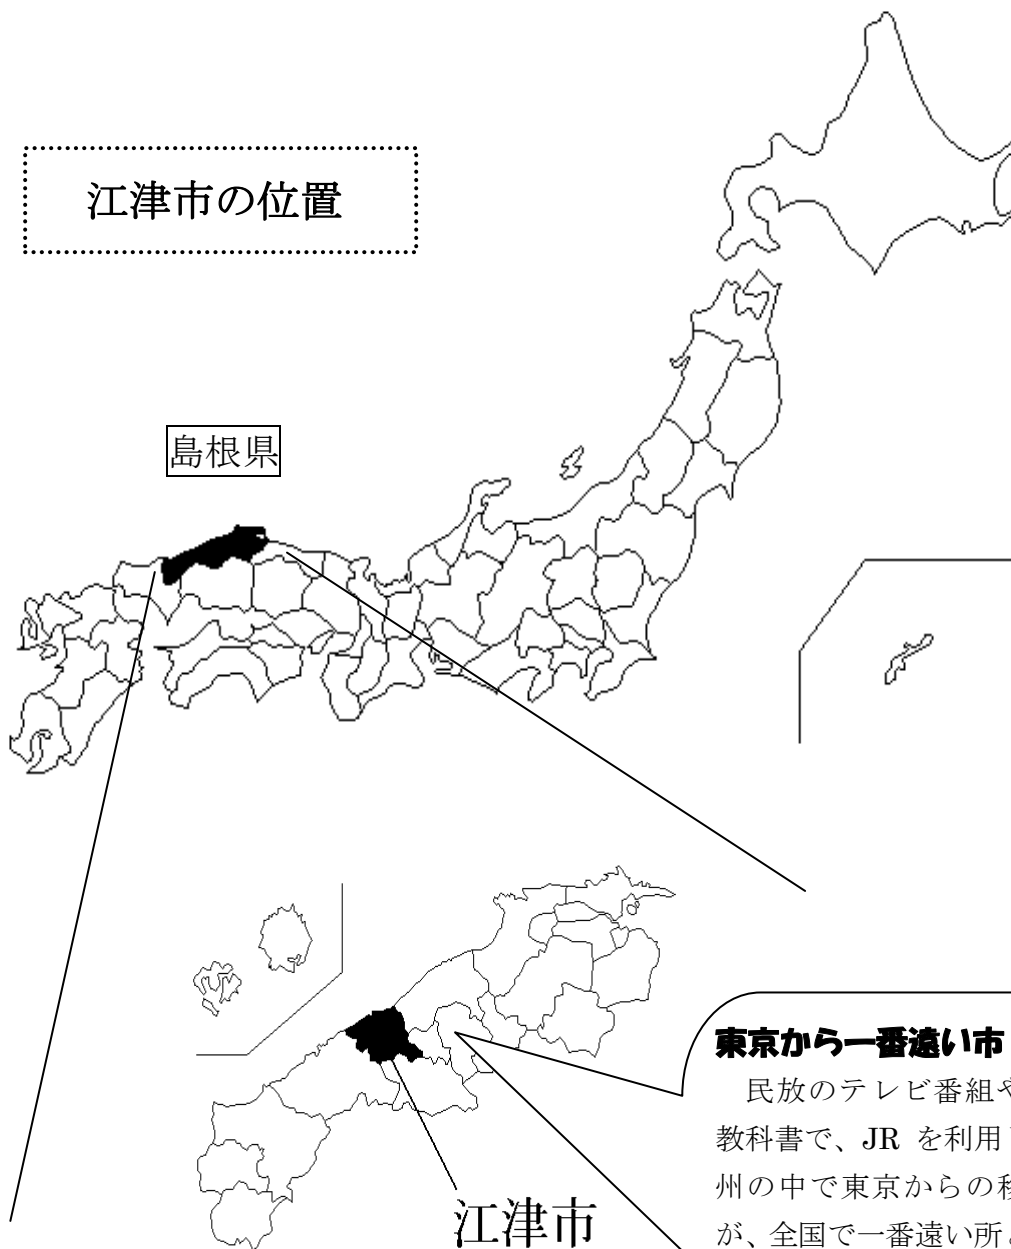 江津市の位置
島根県
東京から一番遠い市
民放のテレビ番組や
教科書で、JR を利用
州の中で東京からの移
が、全国で一番遠い所
江津市